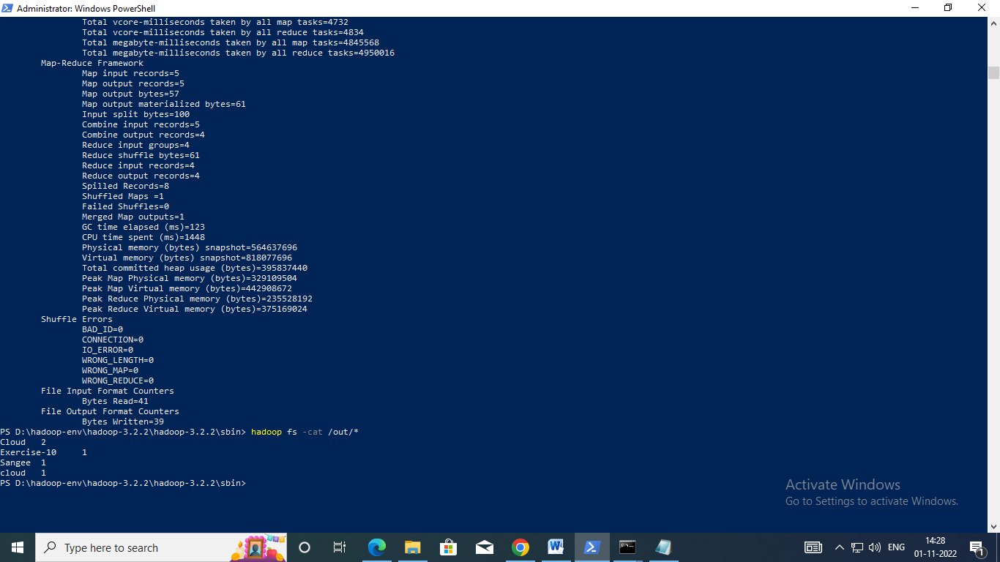 Administrator: Windows PowerShell
Total vcore-milliseconds taken by all map tasks=4732
Total vcore-milliseconds taken by all reduce tasks=4834
Total megabyte-milliseconds taken by all map tasks=4845568
Total megabyte-milliseconds taken by all reduce tasks=4950016
Map-Reduce Framework
Map input records=5
Map output records=5
Map output bytes=57
Map output materialized bytes=61
Input split bytes=100
Combine input records=5
Combine output records=4
Reduce input groups=4
Reduce shuffle bytes=61
Reduce input records=4
Reduce output records=4
Spilled Records=8
Shuffled Maps =1
Failed Shuffles=0
Merged Map outputs=1
GC time elapsed (ms)=123
CPU time spent (ms)=1448
Physical memory (bytes) snapshot=564637696
Virtual memory (bytes) snapshot=818077696
Total committed heap usage (bytes)=395837440
Peak Map Physical memory (bytes)=329109504
Peak Map Virtual memory (bytes)=442908672
Peak Reduce Physical memory (bytes)=235528192
Peak Reduce Virtual memory (bytes)=375169024
Shuffle Errors
BAD_ID=0
CONNECTION=0
IO_ERROR=0
WRONG_LENGTH=0
WRONG_MAP=0
WRONG_REDUCE=0
File Input Format Counters
Bytes Read=41
File Output Format Counters
Bytes Written=39
PS D:\hadoop-env\hadoop-3.2.2\hadoop-3.2.2\sbin> hadoop fs -cat /out/*
Cloud 2
Exercise-10 1
Sangee 1
cloud 1
PS D:\hadoop-env\hadoop-3.2.2\hadoop-3.2.2\sbin>
Activate Windows
Go to Settings to activate Windows.
Type here to search
ENG
14:28
01-11-2022
1